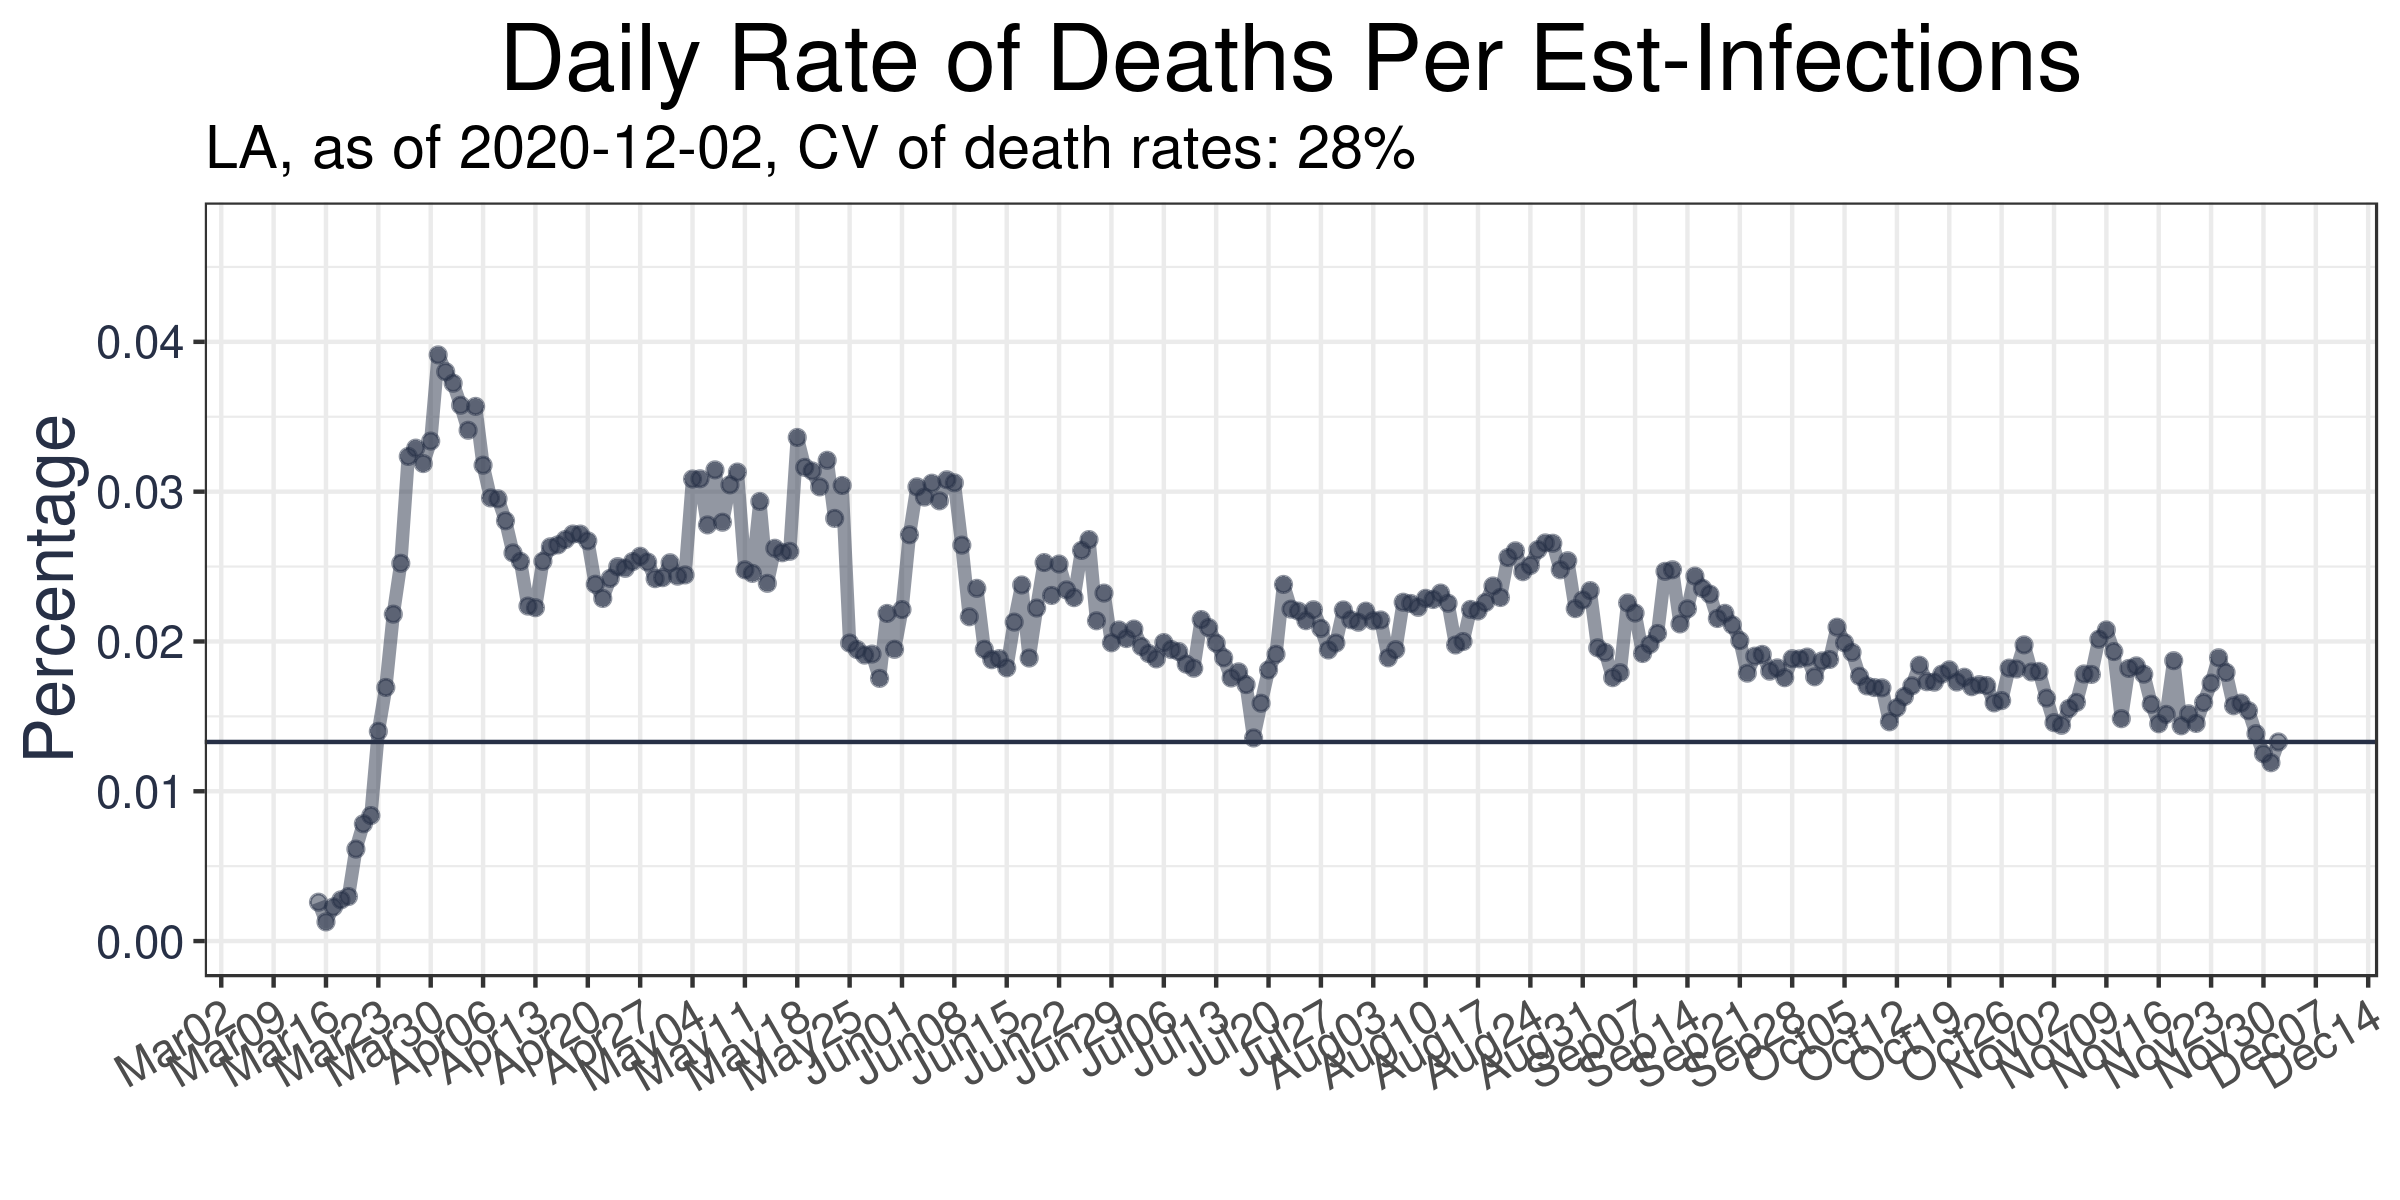 Daily Rate of Deaths Per Est-Infections
LA, as of 2020-12-02, CV of death rates: 28%
Percentage
0.04
0.03
0.02
0.01
0.00
Mar02
Mar09
Mar16
Mar23
Mar30
Apr06
Apr13
Apr20
Apr27
May04
May11
May18
May25
Jun01
Jun08
Jun15
Jun22
Jun29
Jul06
Jul13
Jul20
Jul27
Aug03
Aug10
Aug17
Aug24
Aug31
Sep07
Sep14
Sep21
Sep28
Oct05
Oct12
Oct19
Oct26
Nov02
Nov09
Nov16
Nov23
Nov30
Dec07
Dec14